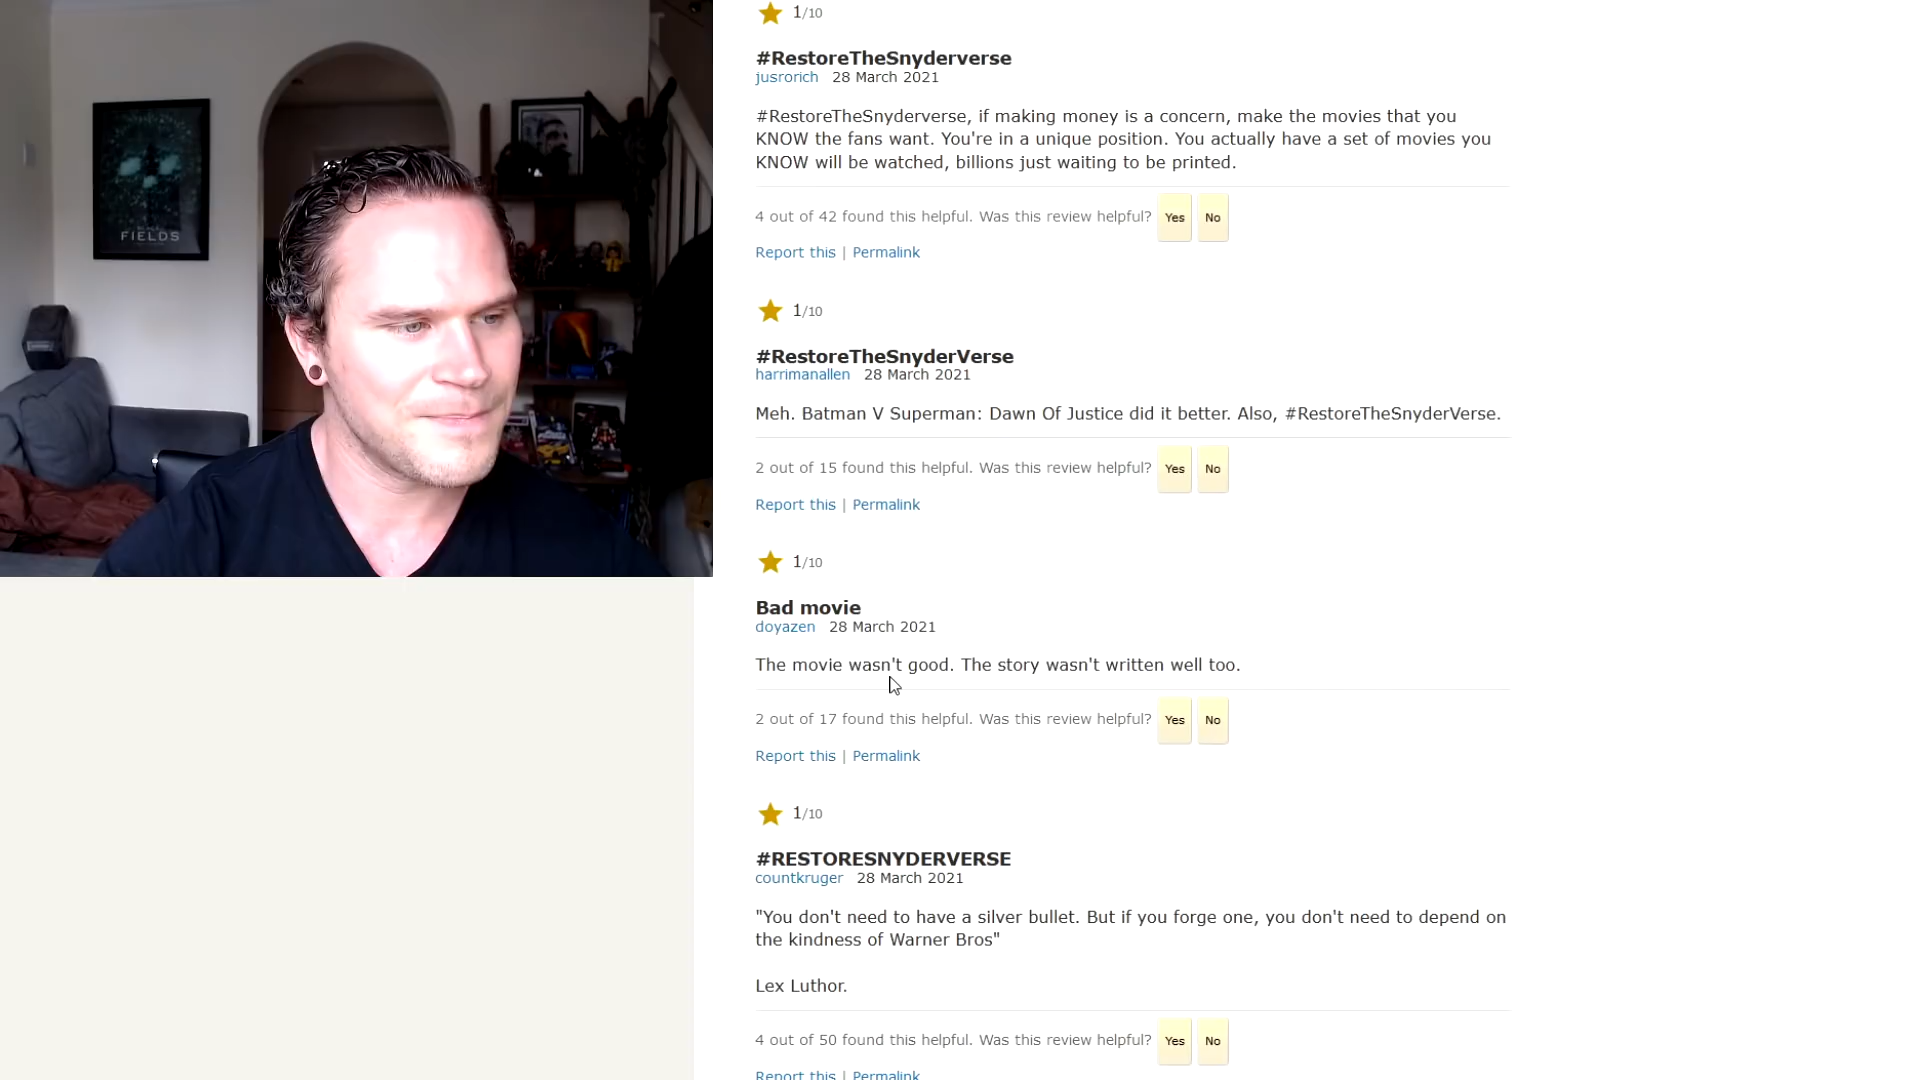 FIELDS
1/10
#RestoreTheSnyderverse
jusrorich 28 March 2021
#RestoreTheSnyderverse, if making money is a concern, make the movies that you
KNOW the fans want. You're in a unique position. You actually have a set of movies you
KNOW will be watched, billions just waiting to be printed.
4 out of 42 found this helpful. Was this review helpful? Yes No
Report this | Permalink
1/10
#RestoreTheSnyderVerse
harrimanallen 28 March 2021
Meh. Batman V Superman: Dawn Of Justice did it better. Also, #RestoreTheSnyderVerse.
2 out of 15 found this helpful. Was this review helpful? Yes No
Report this | Permalink
1/10
Bad movie
doyazen 28 March 2021
The movie wasn't good. The story wasn't written well too.
2 out of 17 found this helpful. Was this review helpful? Yes No
Report this | Permalink
1/10
#RESTORESNYDERVERSE
countkruger 28 March 2021
"You don't need to have a silver bullet. But if you forge one, you don't need to depend on
the kindness of Warner Bros"
Lex Luthor.
4 out of 50 found this helpful. Was this review helpful? Yes No
Report this | Permalink